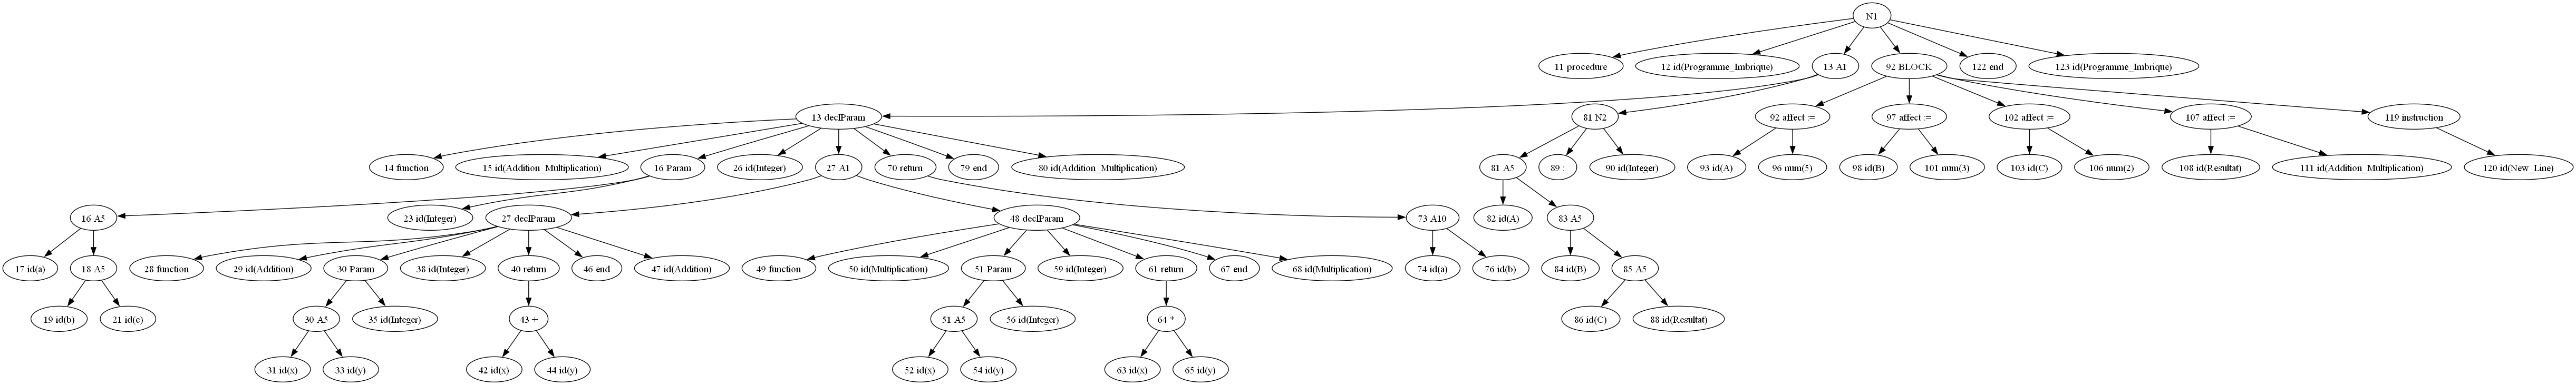 N1
11 procedure
12 id(Programme_Imbrique)
13 A1
92 BLOCK
122 end
123 id(Programme_Imbrique)
13 declParam
81 N2
92 affect :=
97 affect :=
102 affect :=
107 affect :=
119 instruction
14 function
15 id(Addition_Multiplication)
16 Param
26 id(Integer)
27 A1
70 return
79 end
80 id(Addition_Multiplication)
81 A5
89 :
90 id(Integer)
93 id(A)
96 num(5)
98 id(B)
101 num(3)
103 id(C)
106 num(2)
108 id(Resultat)
111 id(Addition_Multiplication)
120 id(New_Line)
16 A5
23 id(Integer)
27 declParam
48 declParam
73 A10
82 id(A)
83 A5
17 id(a)
18 A5
28 function
29 id(Addition)
30 Param
38 id(Integer)
40 return
46 end
47 id(Addition)
49 function
50 id(Multiplication)
51 Param
59 id(Integer)
61 return
67 end
68 id(Multiplication)
74 id(a)
76 id(b)
84 id(B)
85 A5
19 id(b)
21 id(c)
30 A5
35 id(Integer)
43 +
51 A5
56 id(Integer)
64 *
86 id(C)
88 id(Resultat)
31 id(x)
33 id(y)
42 id(x)
44 id(y)
52 id(x)
54 id(y)
63 id(x)
65 id(y)